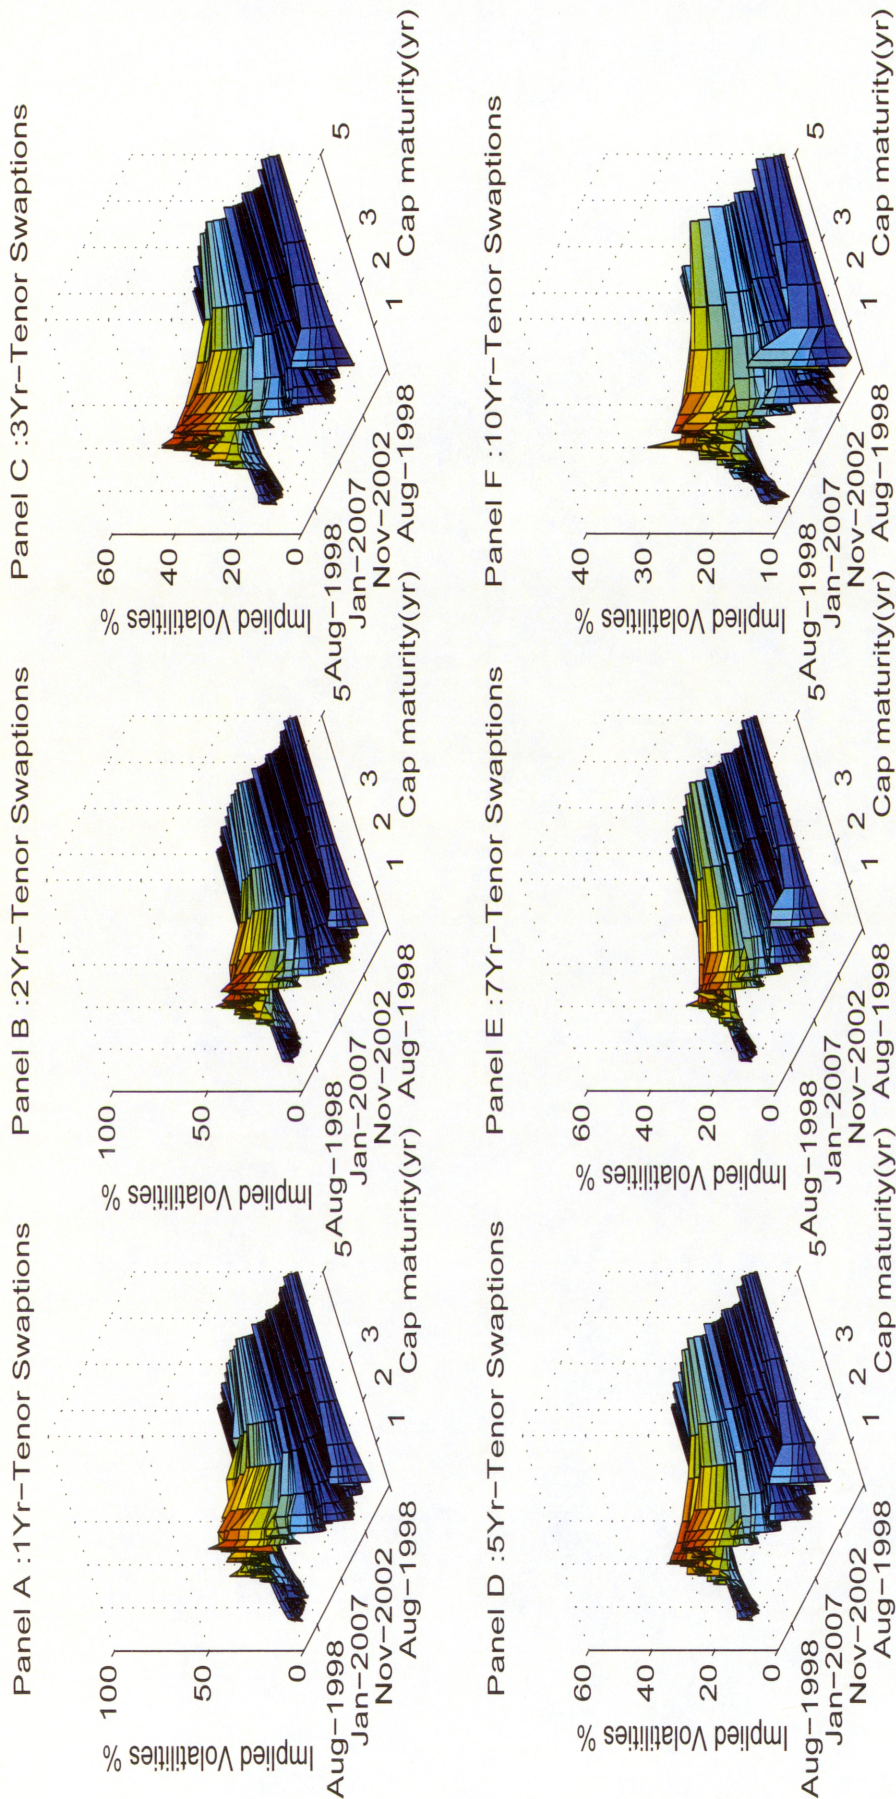 Panel A :1Yr-Tenor Swaptions
Implied Volatilities %
100
50
0
Aug-1998
Jan-2007
Nov-2002
Aug-1998
1
2
3
5
Cap maturity(yr)
Panel B :2Yr-Tenor Swaptions
Implied Volatilities %
100
50
0
Aug-1998
Jan-2007
Nov-2002
Aug-1998
1
2
3
5
Cap maturity(yr)
Panel C :3Yr-Tenor Swaptions
Implied Volatilities %
60
40
20
0
Aug-1998
Jan-2007
Nov-2002
Aug-1998
1
2
3
5
Cap maturity(yr)
Panel D :5Yr-Tenor Swaptions
Implied Volatilities %
60
40
20
0
Aug-1998
Jan-2007
Nov-2002
Aug-1998
1
2
3
5
Cap maturity(yr)
Panel E :7Yr-Tenor Swaptions
Implied Volatilities %
60
40
20
0
Aug-1998
Jan-2007
Nov-2002
Aug-1998
1
2
3
5
Cap maturity(yr)
Panel F :10Yr-Tenor Swaptions
Implied Volatilities %
40
30
20
10
Aug-1998
Jan-2007
Nov-2002
Aug-1998
1
2
3
5
Cap maturity(yr)